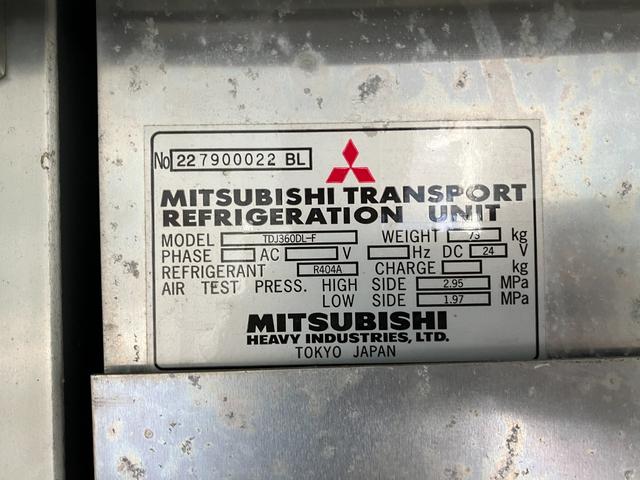 No 227900022 BL
MITSUBISHI TRANSPORT
REFRIGERATION UNIT
MODEL TDJ360DL-F WEIGHT 73 kg
PHASE AC V Hz DC 24 V
REFRIGERANT R404A CHARGE kg
AIR TEST PRESS. HIGH SIDE 2.95 MPa
LOW SIDE 1.97 MPa
MITSUBISHI
HEAVY INDUSTRIES, LTD.
TOKYO JAPAN